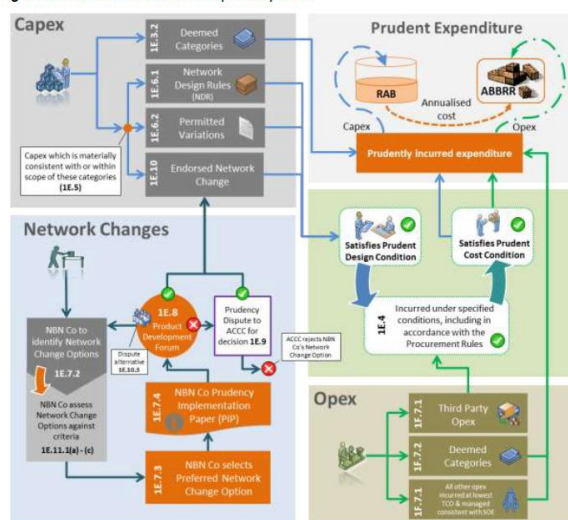 Capex
1E.3.2
Deemed
Categories
1E.6.1
Network
Design Rules
(NDR)
1E.6.2
Permitted
Variations
1E.10
Endorsed Network
Change
Capex which is materially
consistent with or within
scope of these categories
(1E.5)
Prudent Expenditure
RAB
ABBRR
Annualised
cost
Capex
Opex
Prudently incurred expenditure
Network Changes
NBN Co to
identify Network
Change Options
1E.7.2
NBN Co assess
Network Change
Options against
criteria
1E.11.1(a) - (c)
Dispute
alternative
1E.10.3
1E.8
Product
Development
Forum
Prudency
Dispute to
ACCC for
decision 1E.9
ACCC rejects NBN
Co's Network
Change Option
1E.7.4
NBN Co Prudency
Implementation
Paper (PIP)
1E.7.3
NBN Co selects
Preferred Network
Change Option
Satisfies Prudent
Design Condition
Satisfies Prudent
Cost Condition
1E.4
Incurred under specified
conditions, including in
accordance with the
Procurement Rules
Opex
1F.7.1
Third Party
Opex
1F.7.2
Deemed
Categories
1F.7.1
All other opex
incurred at lowest
TCO & managed
consistent with SOE